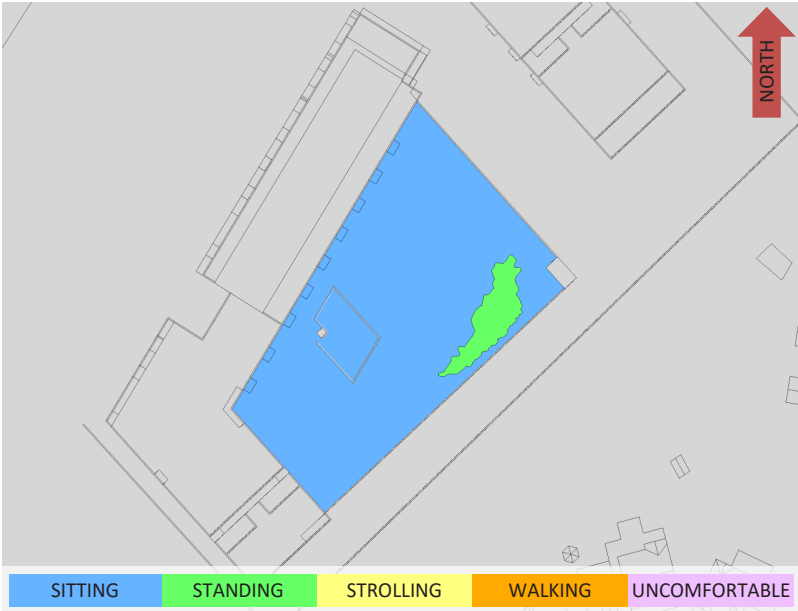 NORTH
SITTING
STANDING
STROLLING
WALKING
UNCOMFORTABLE